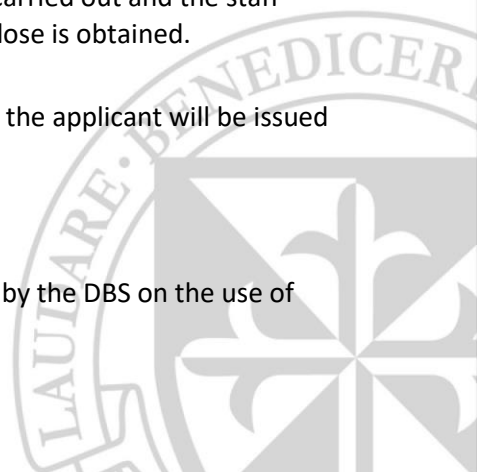 carried out and the staff
lose is obtained.
the applicant will be issued
by the DBS on the use of
LAUDARE · BENEDICER